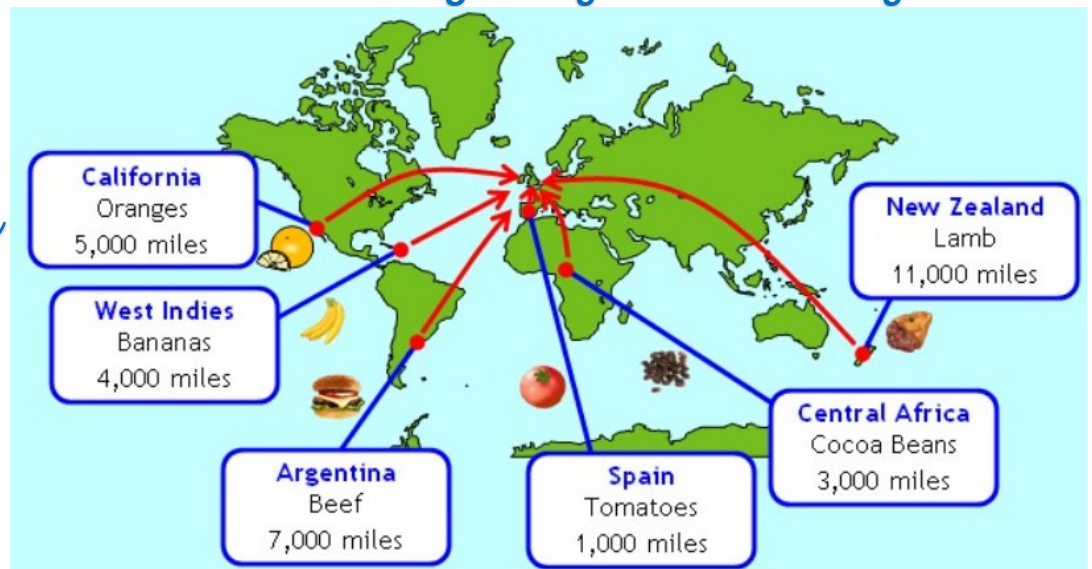 California
Oranges
5,000 miles
West Indies
Bananas
4,000 miles
Argentina
Beef
7,000 miles
Spain
Tomatoes
1,000 miles
Central Africa
Cocoa Beans
3,000 miles
New Zealand
Lamb
11,000 miles